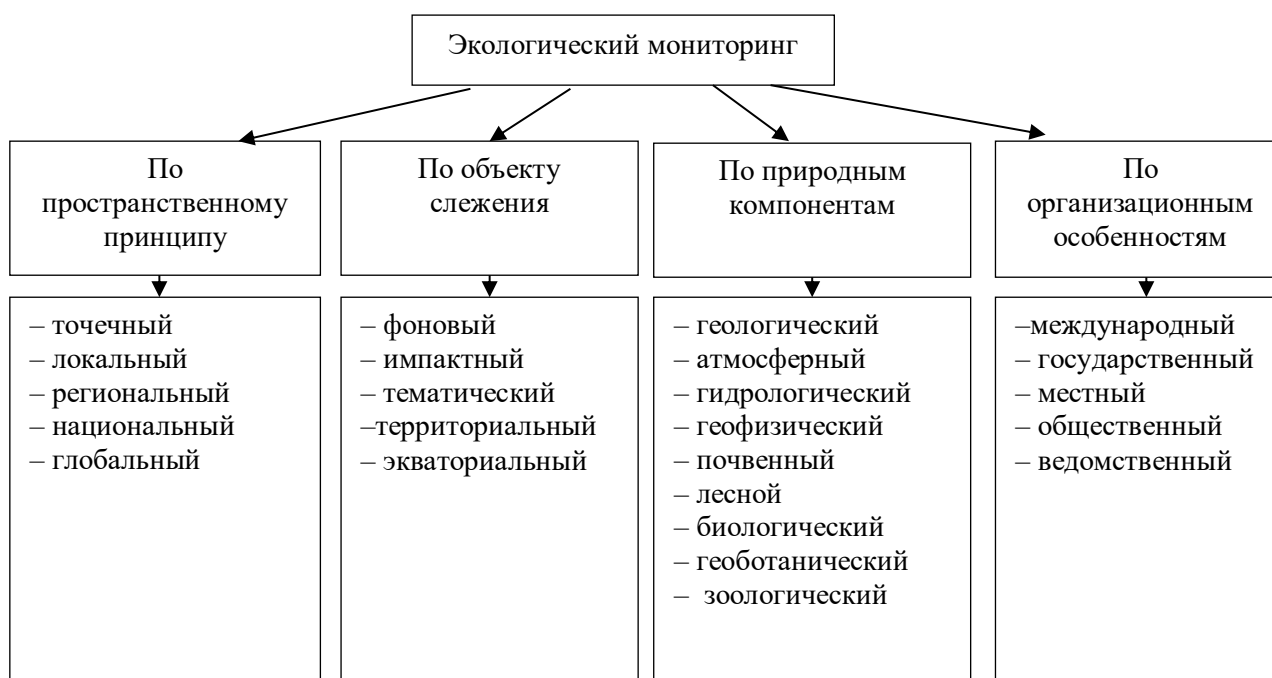 Экологический мониторинг
По
пространственному
принципу
По объекту
слежения
По природным
компонентам
По
организационным
особенностям
– точечный
– локальный
– региональный
– национальный
– глобальный
– фоновый
– импактный
– тематический
–территориальный
– экваториальный
– геологический
– атмосферный
– гидрологический
– геофизический
– почвенный
– лесной
– биологический
– геоботанический
– зоологический
–международный
– государственный
– местный
– общественный
– ведомственный